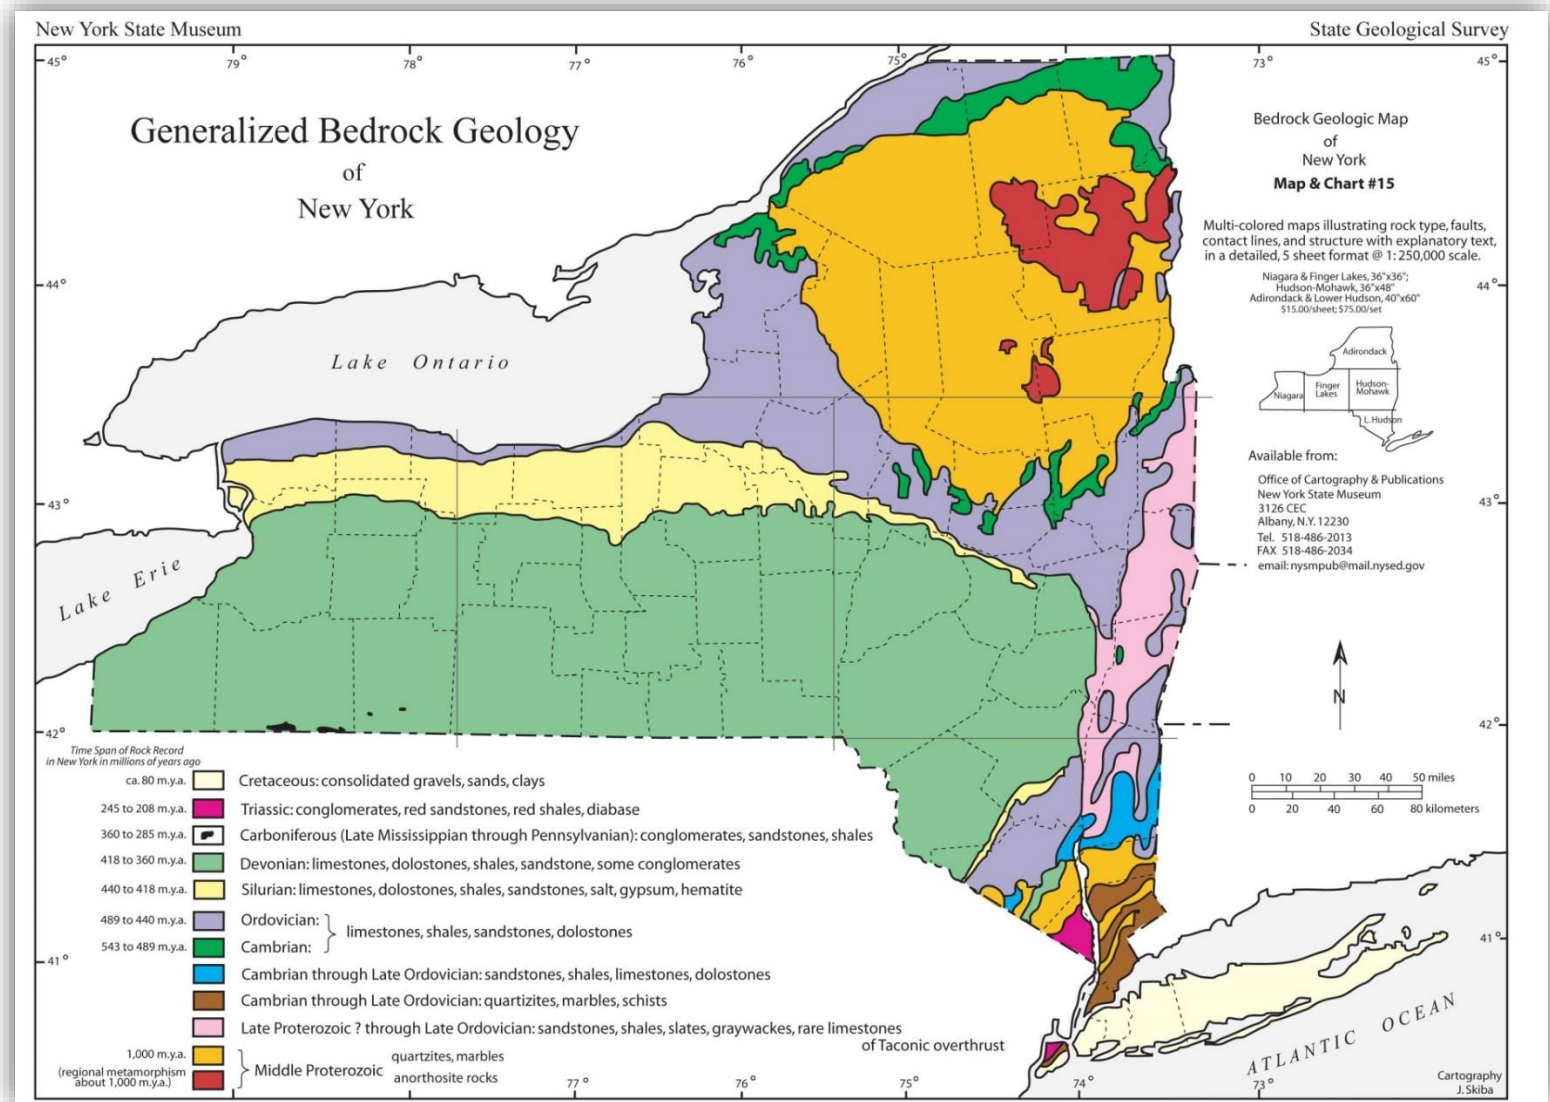 New York State Museum
State Geological Survey
45°
79°
78°
77°
76°
75°
73°
45°
Generalized Bedrock Geology
of
New York
Bedrock Geologic Map
of
New York
Map & Chart #15
Multi-colored maps illustrating rock type, faults,
contact lines, and structure with explanatory text,
in a detailed, 5 sheet format @ 1:250,000 scale.
Niagara & Finger Lakes, 36"x36";
Hudson-Mohawk, 36"x48"
Adirondack & Lower Hudson, 40"x60"
$15.00/sheet; $75.00/set
44°
44°
Adirondack
Niagara
Finger
Lakes
Hudson-
Mohawk
L. Hudson
Lake Ontario
Available from:
Office of Cartography & Publications
New York State Museum
3126 CEC
Albany, N.Y. 12230
Tel. 518-486-2013
FAX 518-486-2034
email: nysmpub@mail.nysed.gov
43°
43°
Lake Erie
N
42°
42°
0 10 20 30 40 50 miles
0 20 40 60 80 kilometers
Time Span of Rock Record
in New York in millions of years ago
ca. 80 m.y.a. Cretaceous: consolidated gravels, sands, clays
245 to 208 m.y.a. Triassic: conglomerates, red sandstones, red shales, diabase
360 to 285 m.y.a. Carboniferous (Late Mississippian through Pennsylvanian): conglomerates, sandstones, shales
418 to 360 m.y.a. Devonian: limestones, dolostones, shales, sandstone, some conglomerates
440 to 418 m.y.a. Silurian: limestones, dolostones, shales, sandstones, salt, gypsum, hematite
489 to 440 m.y.a. Ordovician:
limestones, shales, sandstones, dolostones
543 to 489 m.y.a. Cambrian:
41°
41°
Cambrian through Late Ordovician: sandstones, shales, limestones, dolostones
Cambrian through Late Ordovician: quartzites, marbles, schists
Late Proterozoic ? through Late Ordovician: sandstones, shales, slates, graywackes, rare limestones
of Taconic overthrust
1,000 m.y.a.
(regional metamorphism
about 1,000 m.y.a.)
Middle Proterozoic
quartzites, marbles
anorthosite rocks
ATLANTIC OCEAN
77°
76°
75°
74°
73°
Cartography
J. Skiba